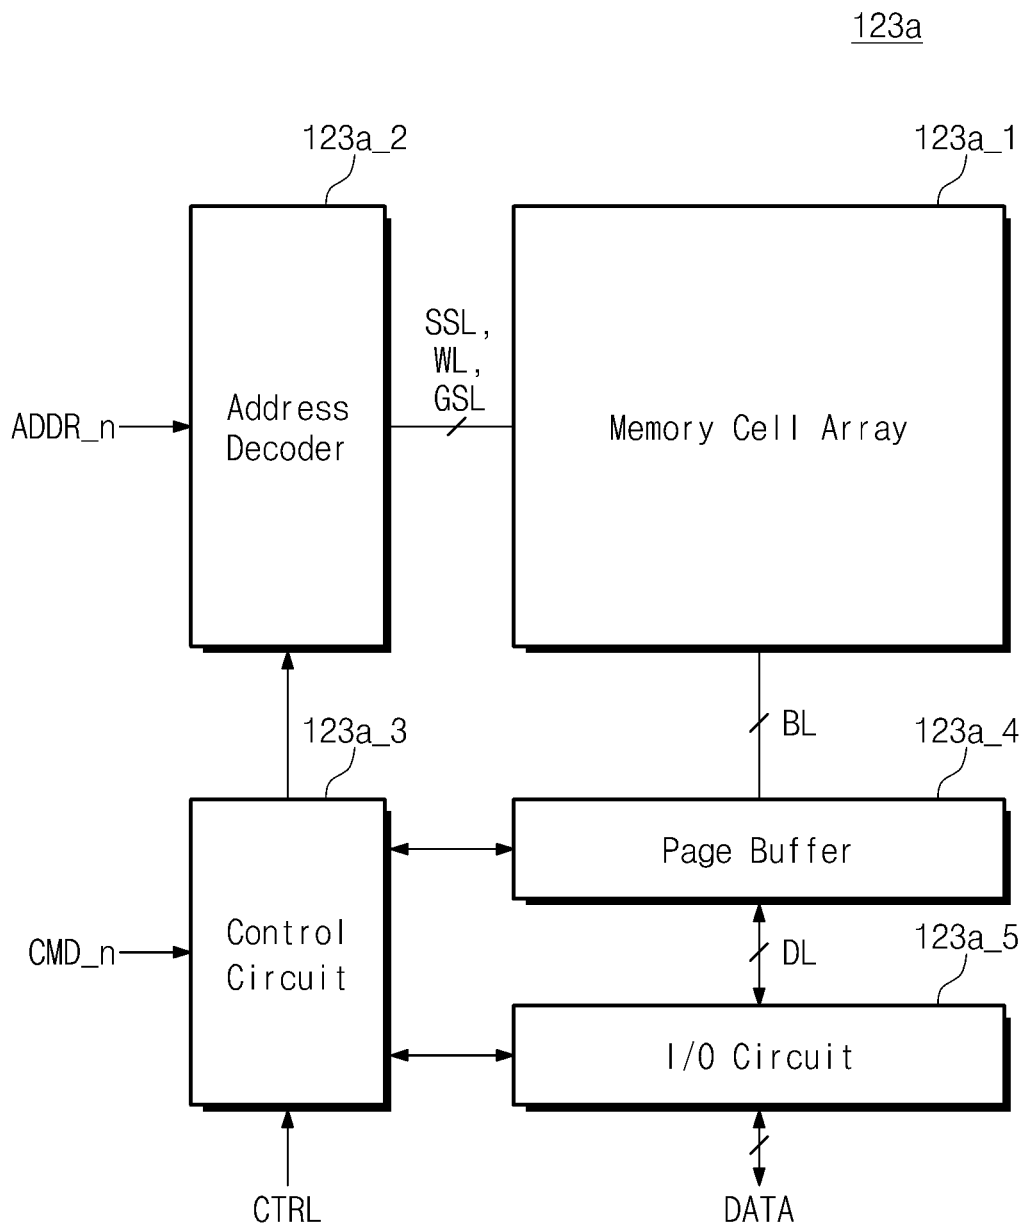 123a
123a_2
123a_1
SSL,
WL,
GSL
Address
Decoder
ADDR_n
Memory Cell Array
123a_3
BL
123a_4
Page Buffer
Control
Circuit
CMD_n
DL
123a_5
I/O Circuit
CTRL
DATA